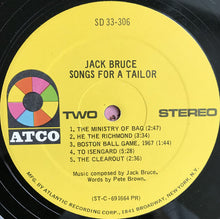 SD 33-306
JACK BRUCE
SONGS FOR A TAILOR
ATCO
TWO
STEREO
1. THE MINISTRY OF BAG (2:47)
2. HE THE RICHMOND (3:34)
3. BOSTON BALL GAME, 1967 (1:45)
4. TO ISENGARD (5:28)
5. THE CLEAROUT (2:35)
(ST-C-691664 PR)
Music composed by Jack Bruce,
Words by Pete Brown.
MFG. BY ATLANTIC RECORDING CORP., 1841 BROADWAY, NEW YORK, N.Y.